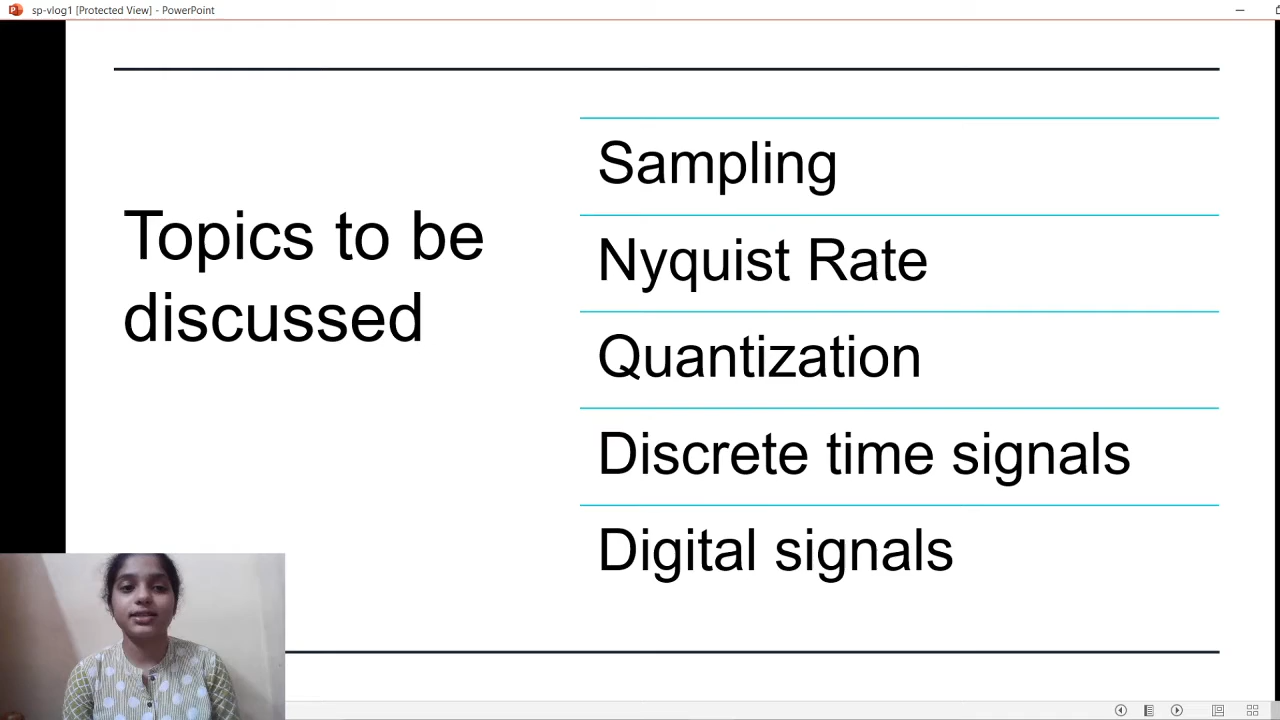 sp-vlog1 [Protected View] - PowerPoint
Topics to be
discussed
Sampling
Nyquist Rate
Quantization
Discrete time signals
Digital signals